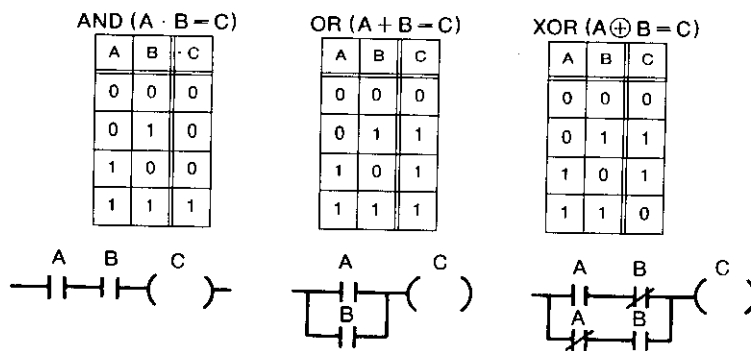 AND (A · B = C)
A B C
0 0 0
0 1 0
1 0 0
1 1 1
A B C
OR (A + B = C)
A B C
0 0 0
0 1 1
1 0 1
1 1 1
A C
B
XOR (A ⊕ B = C)
A B C
0 0 0
0 1 1
1 0 1
1 1 0
A B C
A B